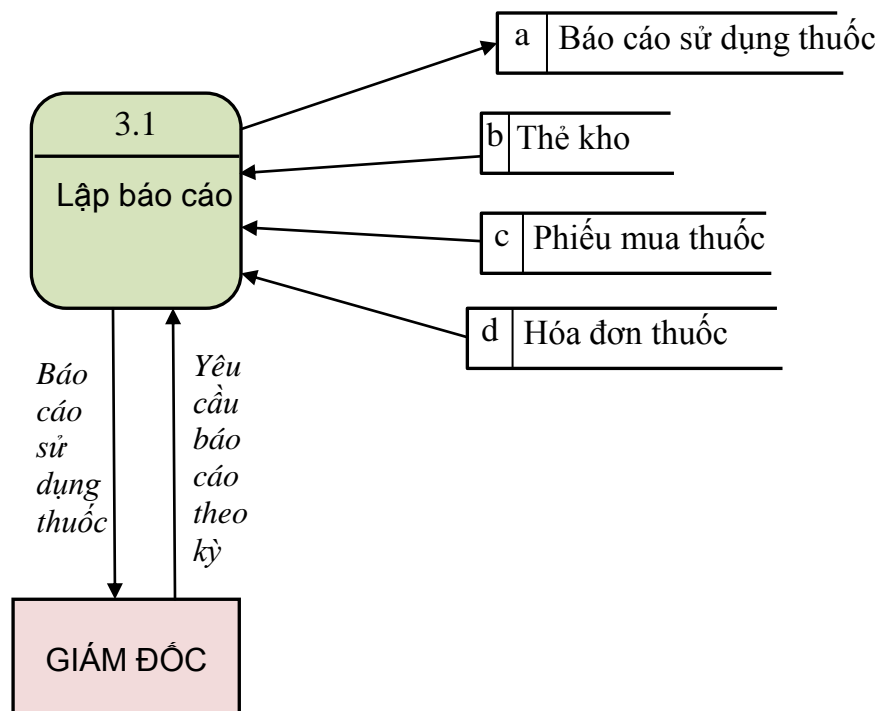 a Báo cáo sử dụng thuốc
3.1
Lập báo cáo
b Thẻ kho
c Phiếu mua thuốc
d Hóa đơn thuốc
Báo
cáo
sử
dụng
thuốc
Yêu
cầu
báo
cáo
theo
kỳ
GIÁM ĐỐC